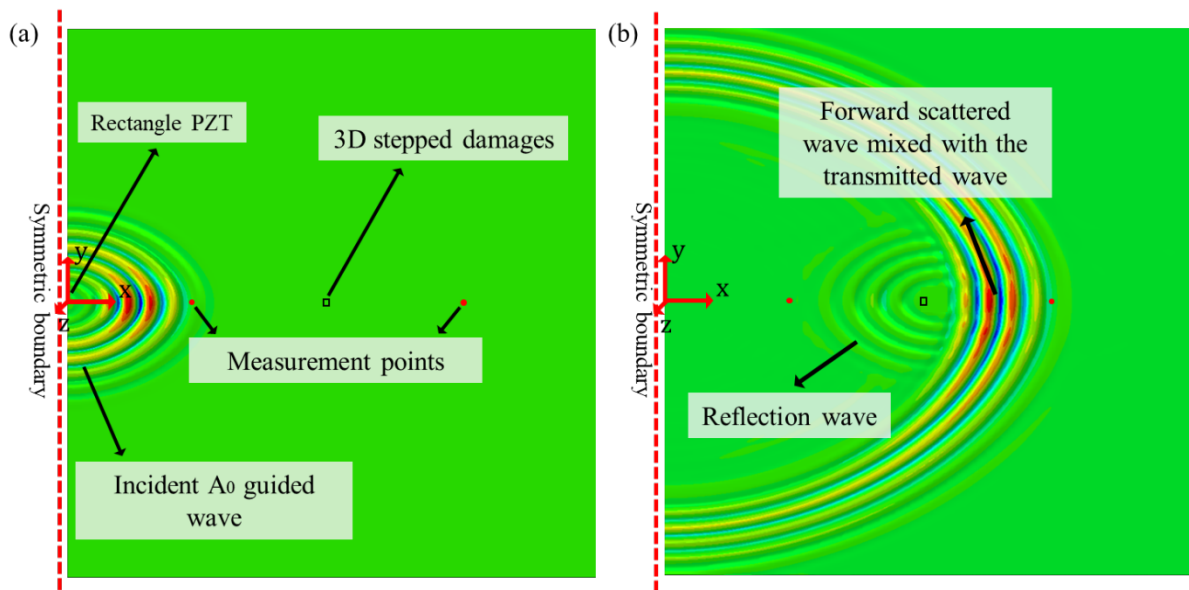 (a)
Rectangle PZT
3D stepped damages
Symmetric boundary
y
x
z
Measurement points
Incident A0 guided
wave
(b)
Forward scattered
wave mixed with the
transmitted wave
Symmetric boundary
y
x
z
Reflection wave